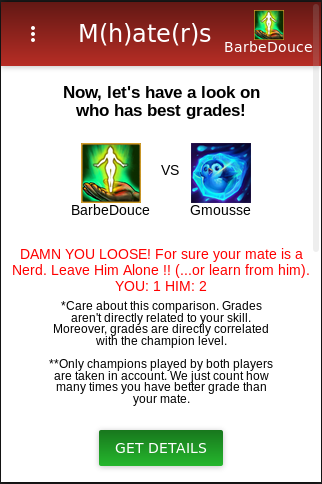 M(h)ate(r)s
BarbeDouce
Now, let's have a look on
who has best grades!
VS
BarbeDouce
Gmousse
DAMN YOU LOOSE! For sure your mate is a
Nerd. Leave Him Alone !! (...or learn from him).
YOU: 1 HIM: 2
*Care about this comparison. Grades
aren't directly related to your skill.
Moreover, grades are directly correlated
with the champion level.
**Only champions played by both players
are taken in account. We just count how
many times you have better grade than
your mate.
GET DETAILS